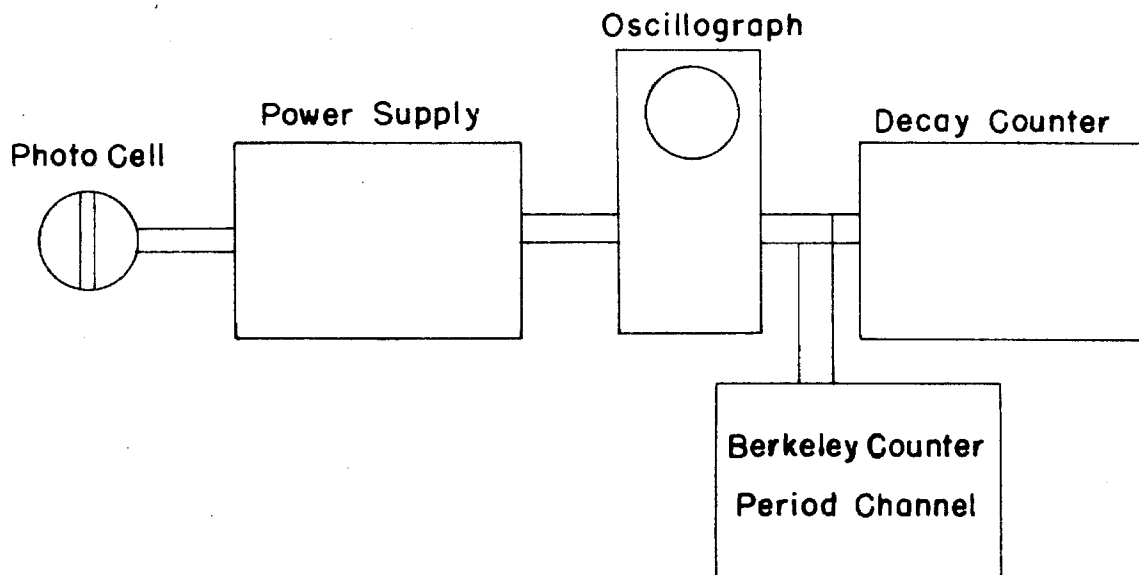 Oscillograph
Power Supply
Decay Counter
Photo Cell
Berkeley Counter
Period Channel